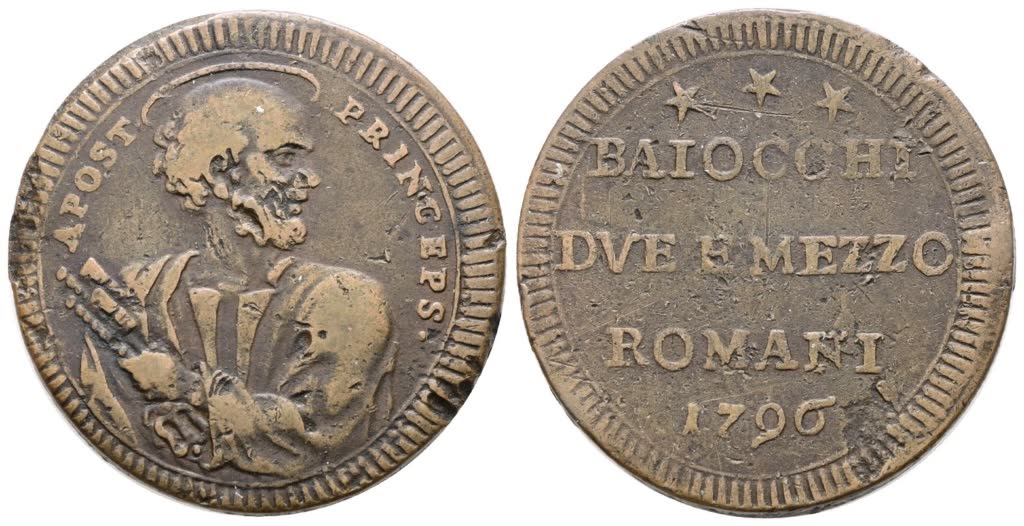 APOST. PRINCEPS.
BAIOCCHI
DVE E MEZZO
ROMANI
1796